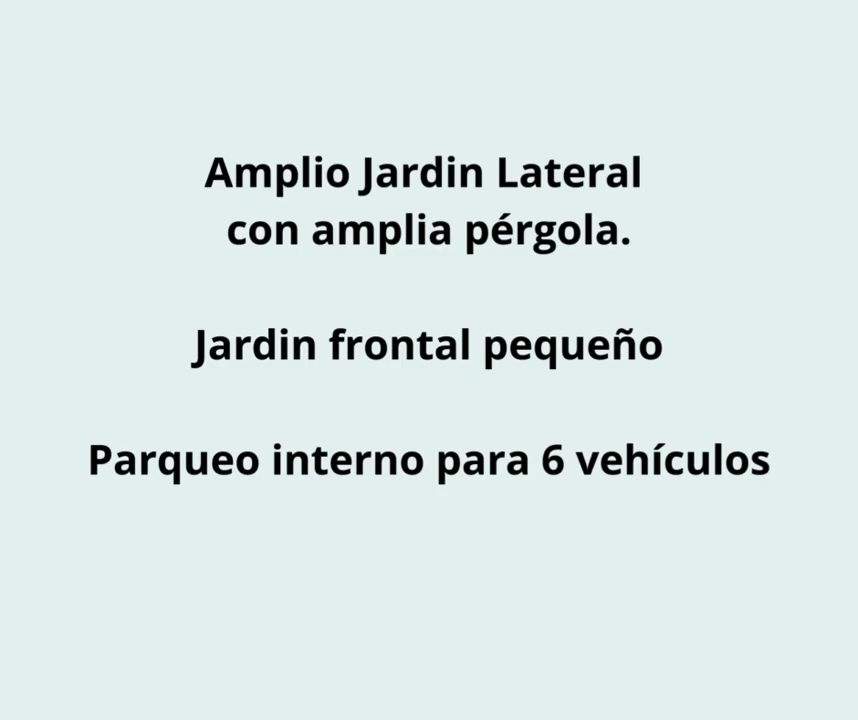 Amplio Jardin Lateral
con amplia pérgola.
Jardin frontal pequeño
Parqueo interno para 6 vehículos